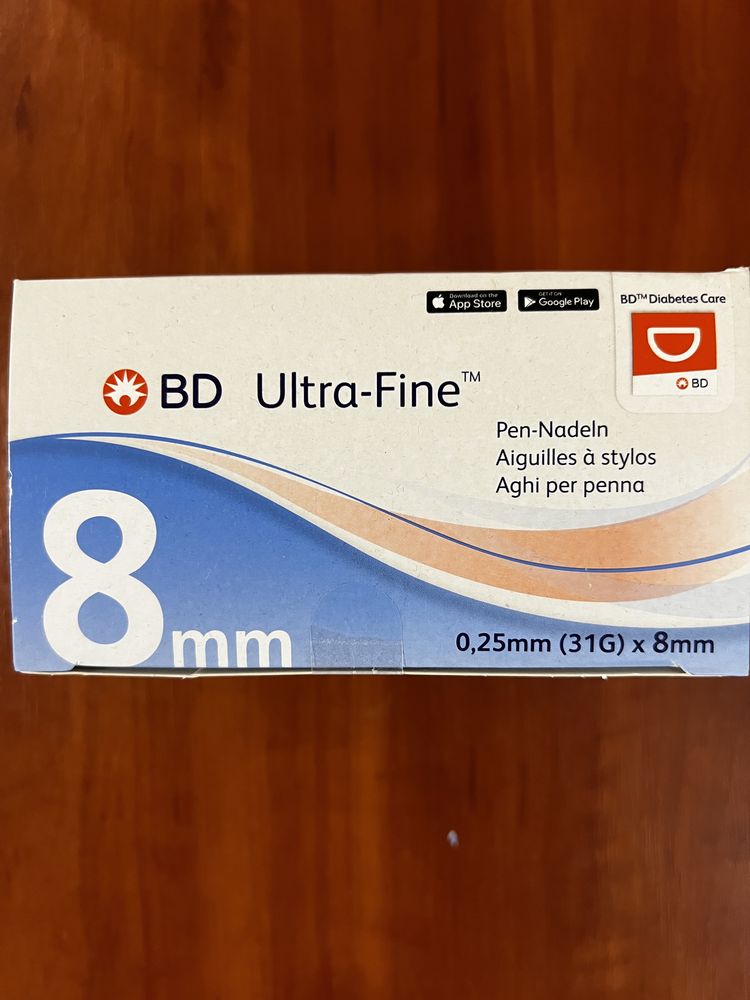 Download on the
App Store
GET IT ON
Google Play
BD™ Diabetes Care
BD
BD Ultra-Fine™
Pen-Nadeln
Aiguilles à stylos
Aghi per penna
8mm
0,25mm (31G) x 8mm